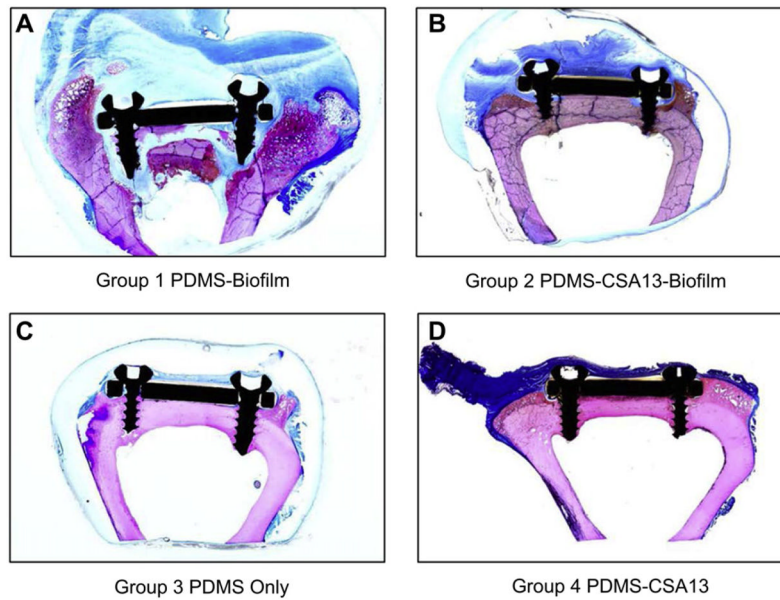 A
B
Group 1 PDMS-Biofilm
Group 2 PDMS-CSA13-Biofilm
C
D
Group 3 PDMS Only
Group 4 PDMS-CSA13